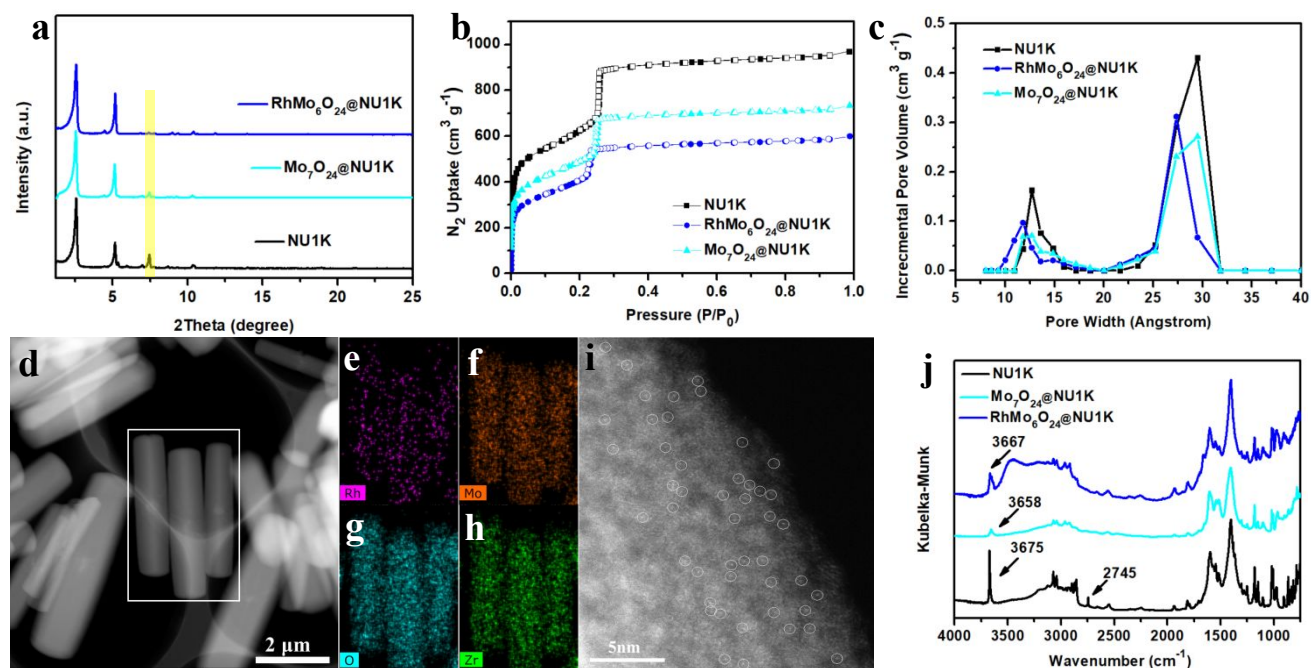 a
Intensity (a.u.)
RhMo₆O₂₄@NU1K
Mo₇O₂₄@NU1K
NU1K
5 10 15 20 25
2Theta (degree)
b
N₂ Uptake (cm³ g⁻¹)
1000
800
600
400
200
0
NU1K
RhMo₆O₂₄@NU1K
Mo₇O₂₄@NU1K
0.0 0.2 0.4 0.6 0.8 1.0
Pressure (P/P₀)
c
Increcmental Pore Volume (cm³ g⁻¹)
0.5
0.4
0.3
0.2
0.1
0.0
NU1K
RhMo₆O₂₄@NU1K
Mo₇O₂₄@NU1K
5 10 15 20 25 30 35 40
Pore Width (Angstrom)
d
2 µm
e
Rh
f
Mo
g
O
h
Zr
i
5nm
j
Kubelka-Munk
NU1K
Mo₇O₂₄@NU1K
RhMo₆O₂₄@NU1K
3667
3658
3675
2745
4000 3500 3000 2500 2000 1500 1000
Wavenumber (cm⁻¹)